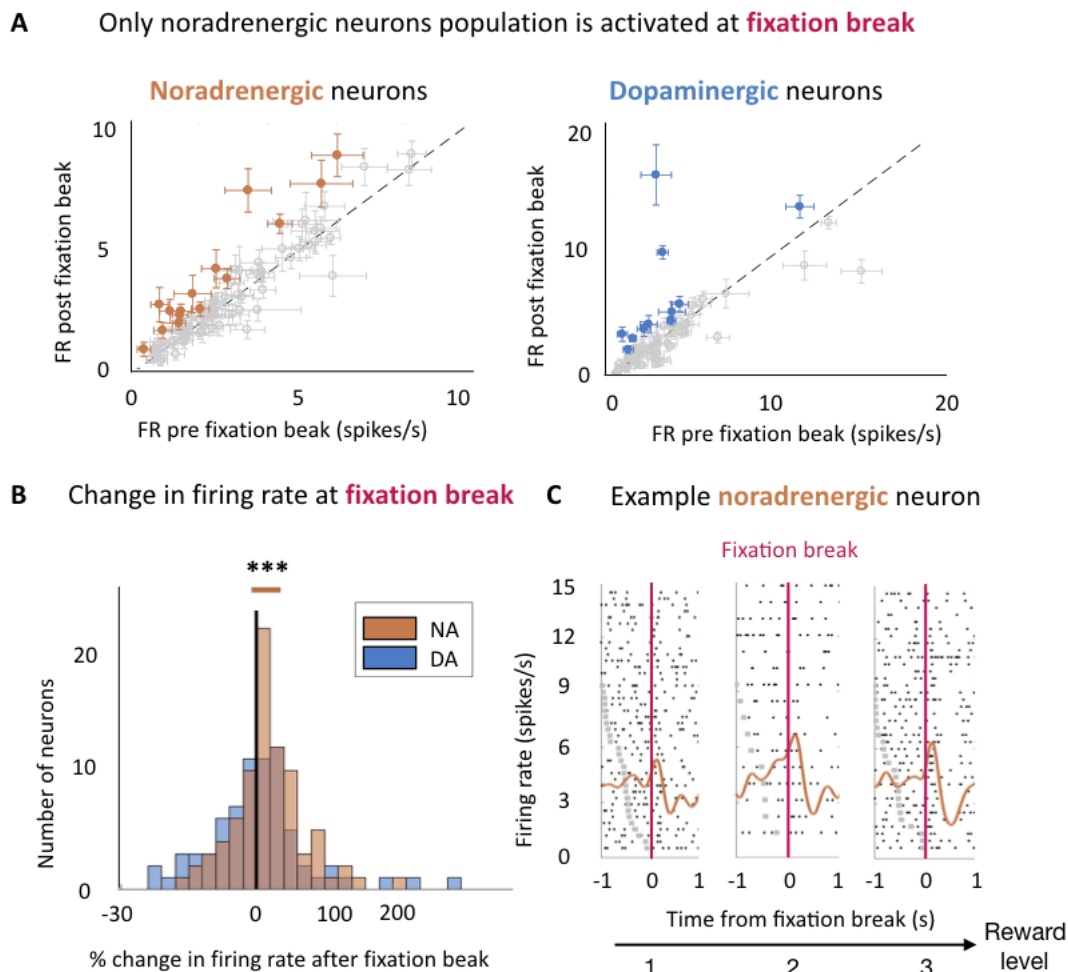 A Only noradrenergic neurons population is activated at fixation break
Noradrenergic neurons
10
5
0
FR post fixation beak
0 5 10
FR pre fixation beak (spikes/s)
Dopaminergic neurons
20
10
0
FR post fixation beak
0 10 20
FR pre fixation beak (spikes/s)
B Change in firing rate at fixation break
***
NA
DA
20
10
0
Number of neurons
-30 0 100 200
% change in firing rate after fixation beak
C Example noradrenergic neuron
Fixation break
15
12
9
6
3
0
Firing rate (spikes/s)
-1 0 1 -1 0 1 -1 0 1
Time from fixation break (s)
Reward
level
1 2 3